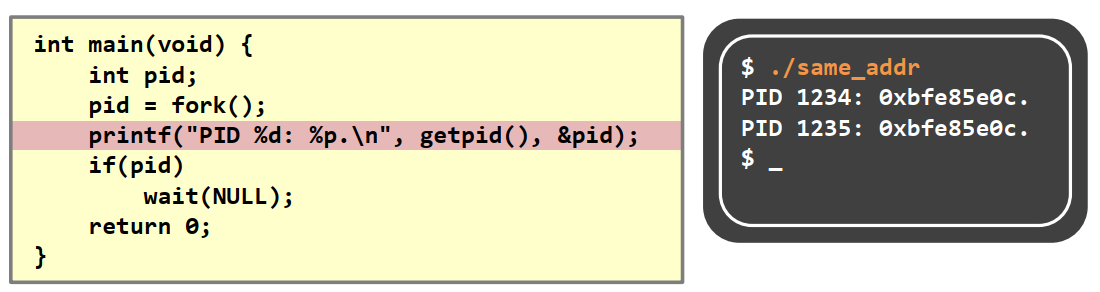 int main(void) {
    int pid;
    pid = fork();
    printf("PID %d: %p.\n", getpid(), &pid);
    if(pid)
        wait(NULL);
    return 0;
}
$ ./same_addr
PID 1234: 0xbfe85e0c.
PID 1235: 0xbfe85e0c.
$ _